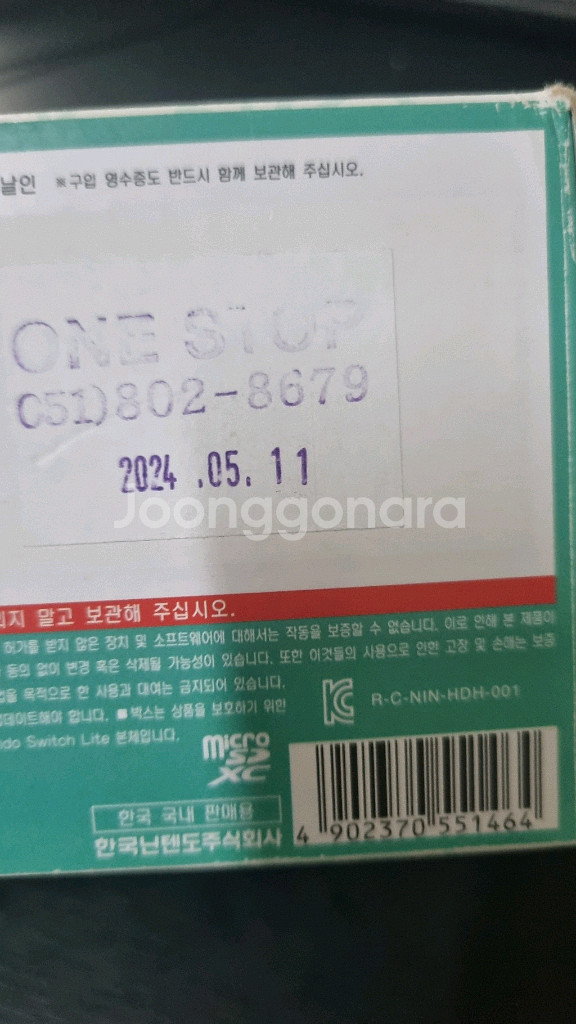 날인 ※구입 영수증도 반드시 함께 보관해 주십시오.
ONE STOP
051)802-8679
2024 .05. 11
Joonggonara
지 말고 보관해 주십시오.
허가를 받지 않은 장치 및 소프트웨어에 대해서는 작동을 보증할 수 없습니다. 이로 인해 본 제품이
동의 없이 변경 혹은 삭제될 가능성이 있습니다. 또한 이것들의 사용으로 인한 고장 및 손해는 보증
을 목적으로 한 사용과 대여는 금지되어 있습니다.
데이트해야 합니다. ■박스는 상품을 보호하기 위한
do Switch Lite 본체입니다.
R-C-NIN-HDH-001
micro
SD
XC
한국 국내 판매용
한국닌텐도주식회사
4 902370 551464